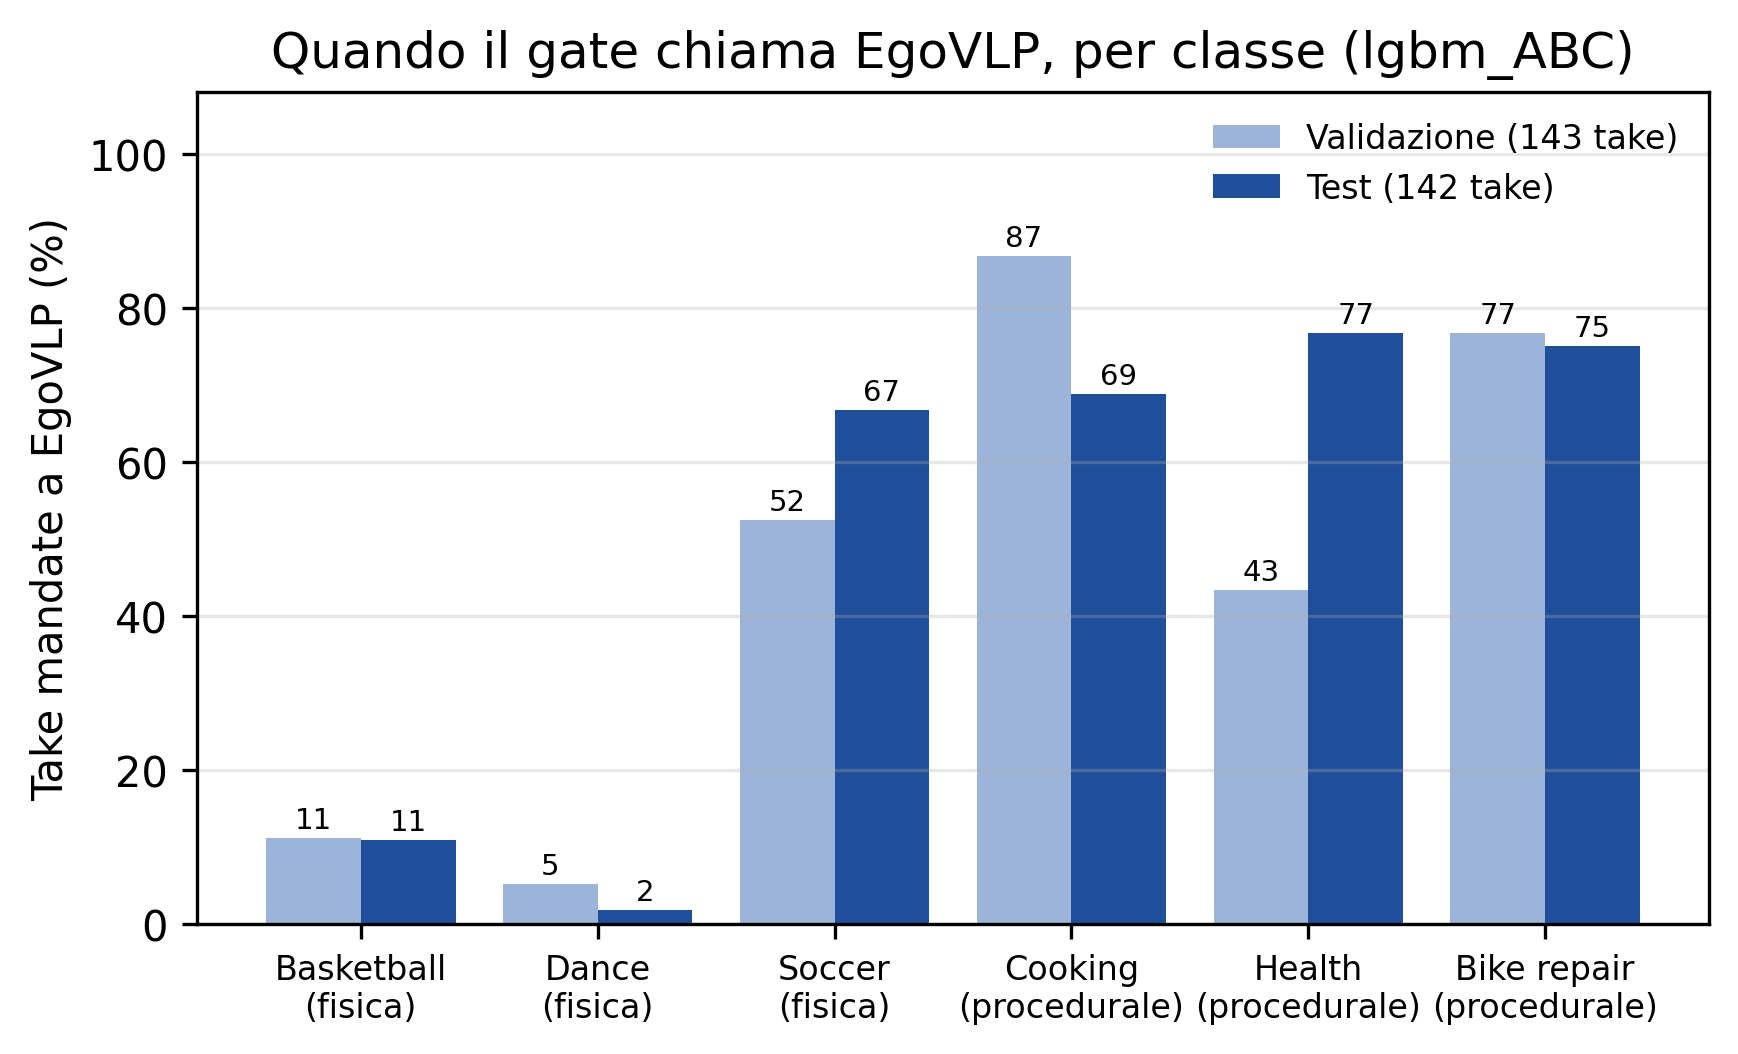 Quando il gate chiama EgoVLP, per classe (lgbm_ABC)
Take mandate a EgoVLP (%)
100
80
60
40
20
0
Validazione (143 take)
Test (142 take)
11
11
5
2
52
67
87
69
43
77
77
75
Basketball
(fisica)
Dance
(fisica)
Soccer
(fisica)
Cooking
(procedurale)
Health
(procedurale)
Bike repair
(procedurale)